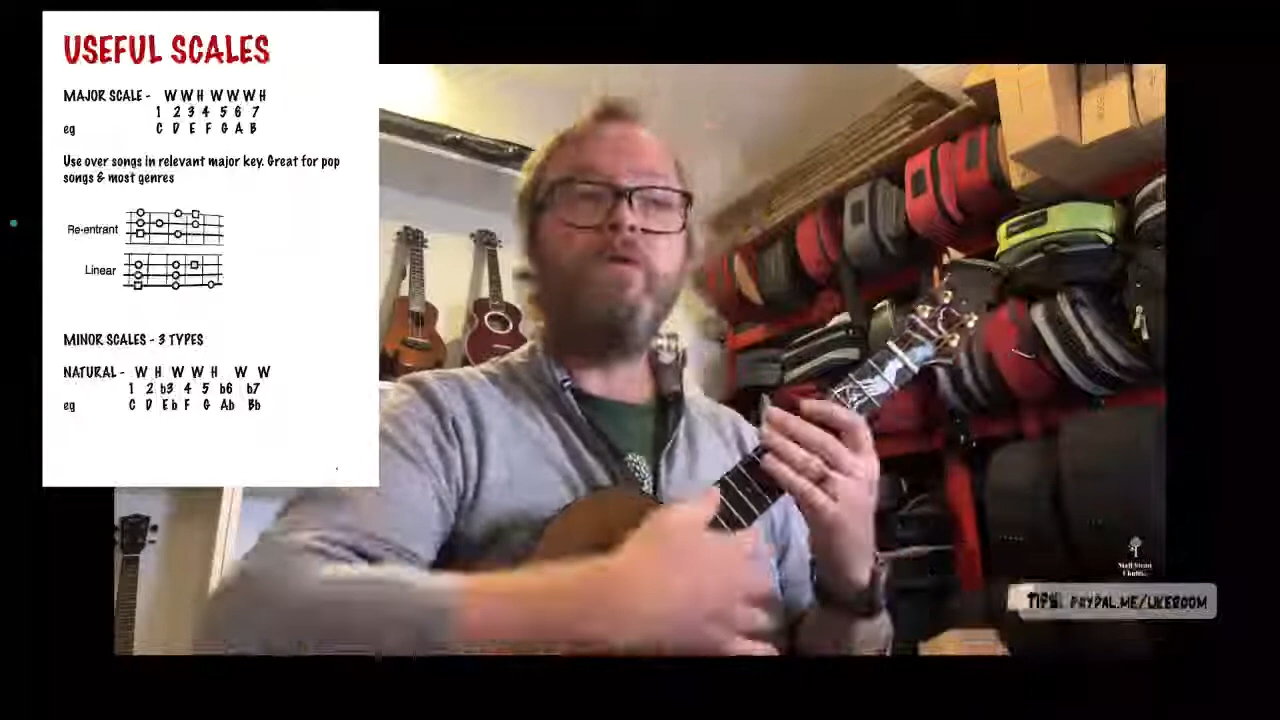 USEFUL SCALES
MAJOR SCALE - W W H W W W H
1 2 3 4 5 6 7
eg C D E F G A B
Use over songs in relevant major key. Great for pop
songs & most genres
Re-entrant
Linear
MINOR SCALES - 3 TYPES
NATURAL - W H W W H W W
1 2 b3 4 5 b6 b7
eg C D Eb F G Ab Bb
TIPS! PAYPAL.ME/UKEBOOM